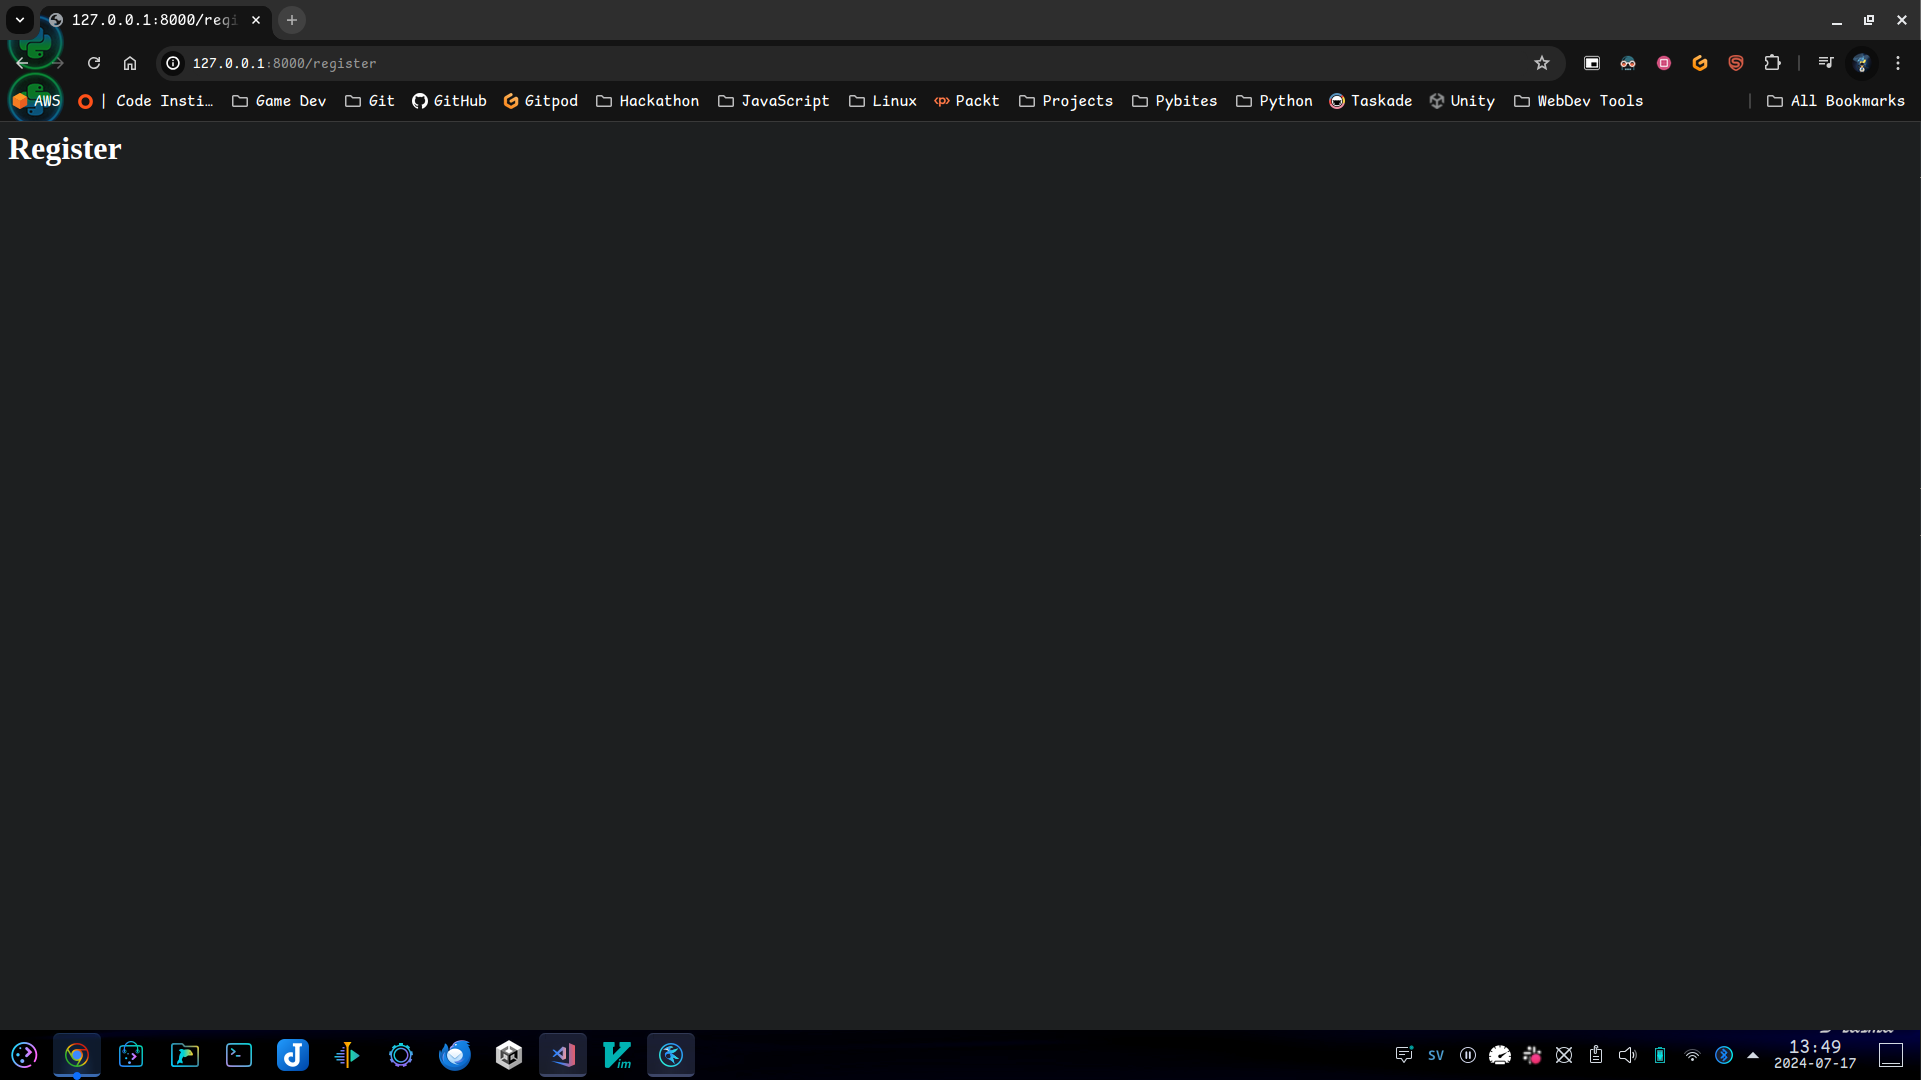 127.0.0.1:8000/regi
127.0.0.1:8000/register
AWS
| Code Insti…
Game Dev
Git
GitHub
Gitpod
Hackathon
JavaScript
Linux
<p> Packt
Projects
Pybites
Python
Taskade
Unity
WebDev Tools
All Bookmarks
Register
SV
13:49
2024-07-17